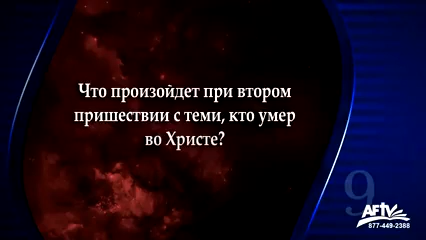 Что произойдет при втором
пришествии с теми, кто умер
во Христе?
9
AFTV
877-449-2388